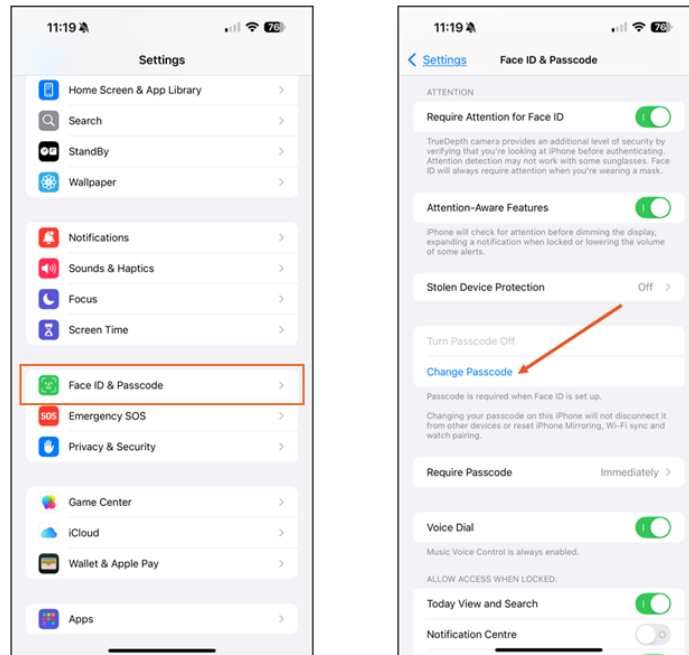 11:19
76
Settings
Home Screen & App Library
Search
StandBy
Wallpaper
Notifications
Sounds & Haptics
Focus
Screen Time
Face ID & Passcode
SOS Emergency SOS
Privacy & Security
Game Center
iCloud
Wallet & Apple Pay
Apps
11:19
76
Settings Face ID & Passcode
ATTENTION
Require Attention for Face ID
TrueDepth camera provides an additional level of security by
verifying that you're looking at iPhone before authenticating.
Attention detection may not work with some sunglasses. Face
ID will always require attention when you're wearing a mask.
Attention-Aware Features
iPhone will check for attention before dimming the display,
expanding a notification when locked or lowering the volume
of some alerts.
Stolen Device Protection Off
Turn Passcode Off
Change Passcode
Passcode is required when Face ID is set up.
Changing your passcode on this iPhone will not disconnect it
from other devices or reset iPhone Mirroring, Wi-Fi sync and
watch pairing.
Require Passcode Immediately
Voice Dial
Music Voice Control is always enabled.
ALLOW ACCESS WHEN LOCKED:
Today View and Search
Notification Centre